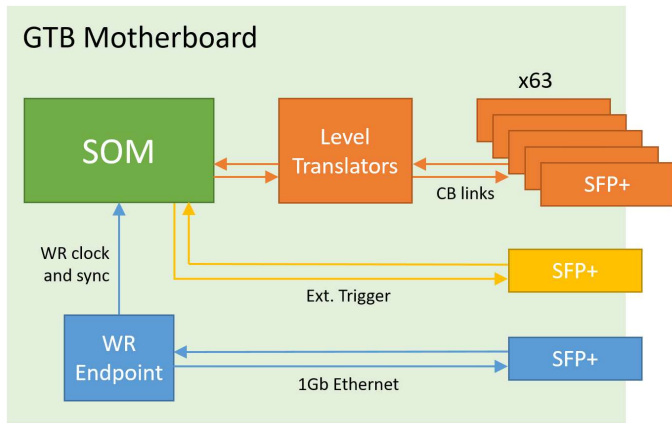 GTB Motherboard
x63
SOM
Level
Translators
SFP+
CB links
WR clock
and sync
SFP+
Ext. Trigger
WR
Endpoint
SFP+
1Gb Ethernet